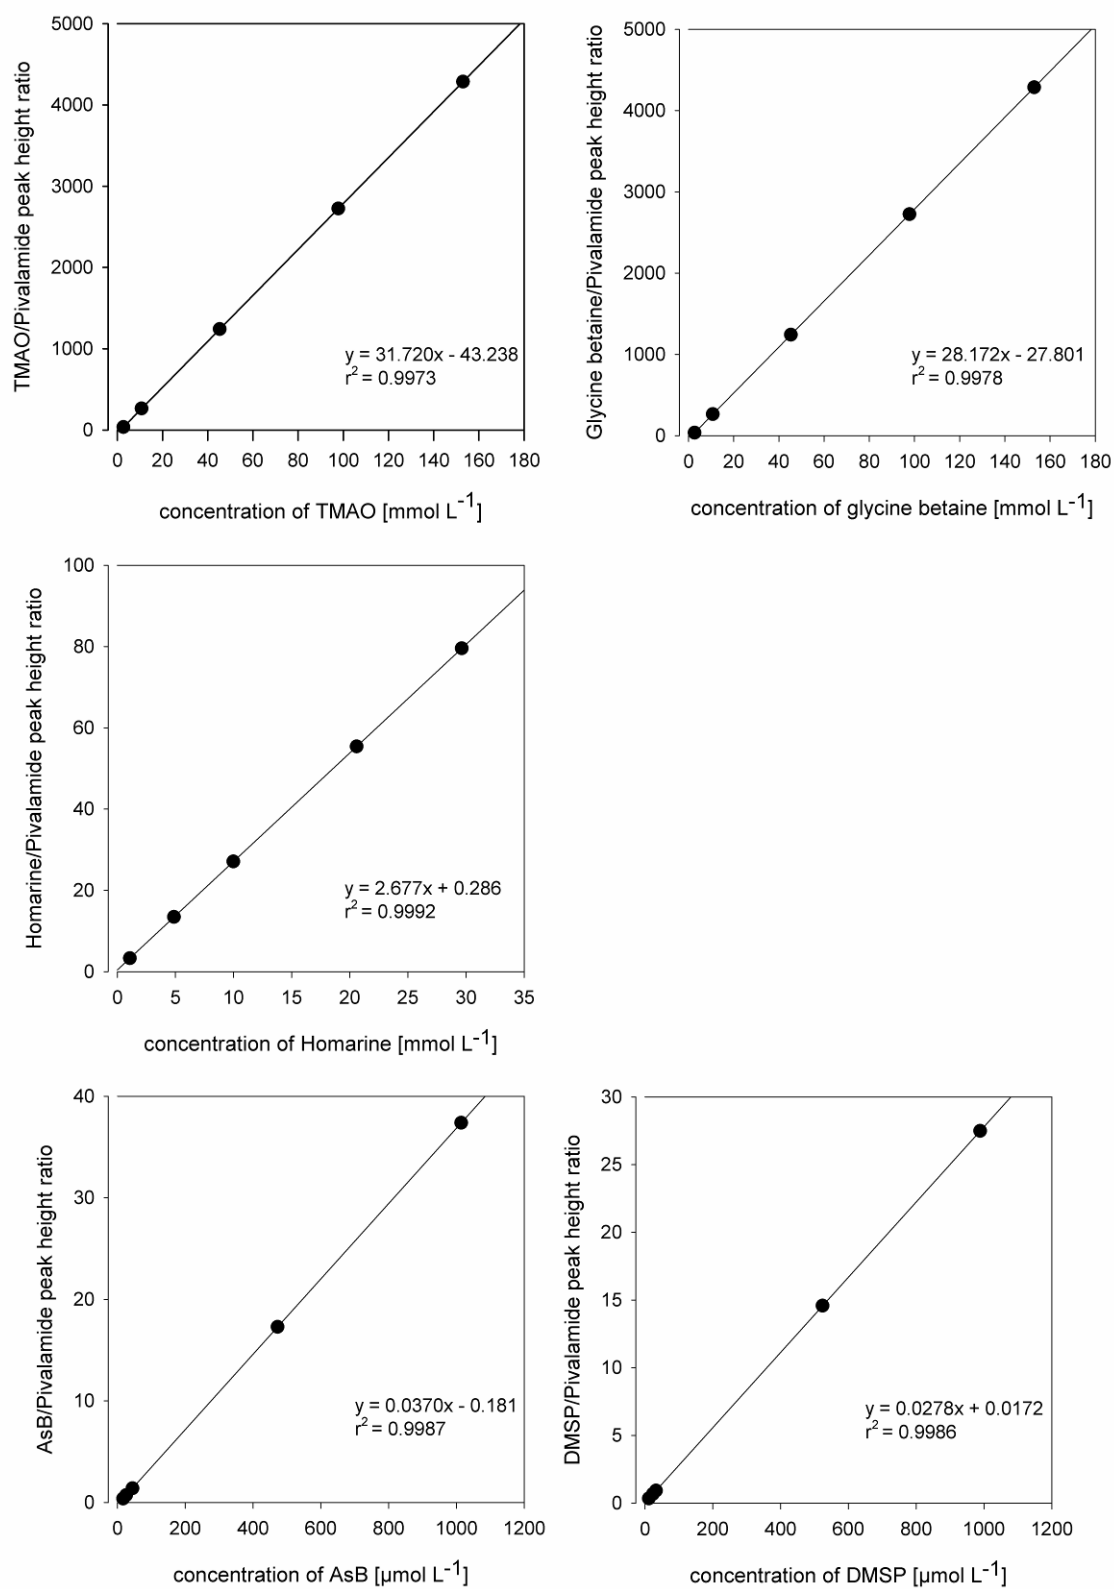 TMAO/Pivalamide peak height ratio
5000
4000
3000
2000
1000
0
y = 31.720x - 43.238
r² = 0.9973
0 20 40 60 80 100 120 140 160 180
concentration of TMAO [mmol L⁻¹]
Glycine betaine/Pivalamide peak height ratio
5000
4000
3000
2000
1000
0
y = 28.172x - 27.801
r² = 0.9978
0 20 40 60 80 100 120 140 160 180
concentration of glycine betaine [mmol L⁻¹]
Homarine/Pivalamide peak height ratio
100
80
60
40
20
0
y = 2.677x + 0.286
r² = 0.9992
0 5 10 15 20 25 30 35
concentration of Homarine [mmol L⁻¹]
AsB/Pivalamide peak height ratio
40
30
20
10
0
y = 0.0370x - 0.181
r² = 0.9987
0 200 400 600 800 1000 1200
concentration of AsB [µmol L⁻¹]
DMSP/Pivalamide peak height ratio
30
25
20
15
10
5
0
y = 0.0278x + 0.0172
r² = 0.9986
0 200 400 600 800 1000 1200
concentration of DMSP [µmol L⁻¹]